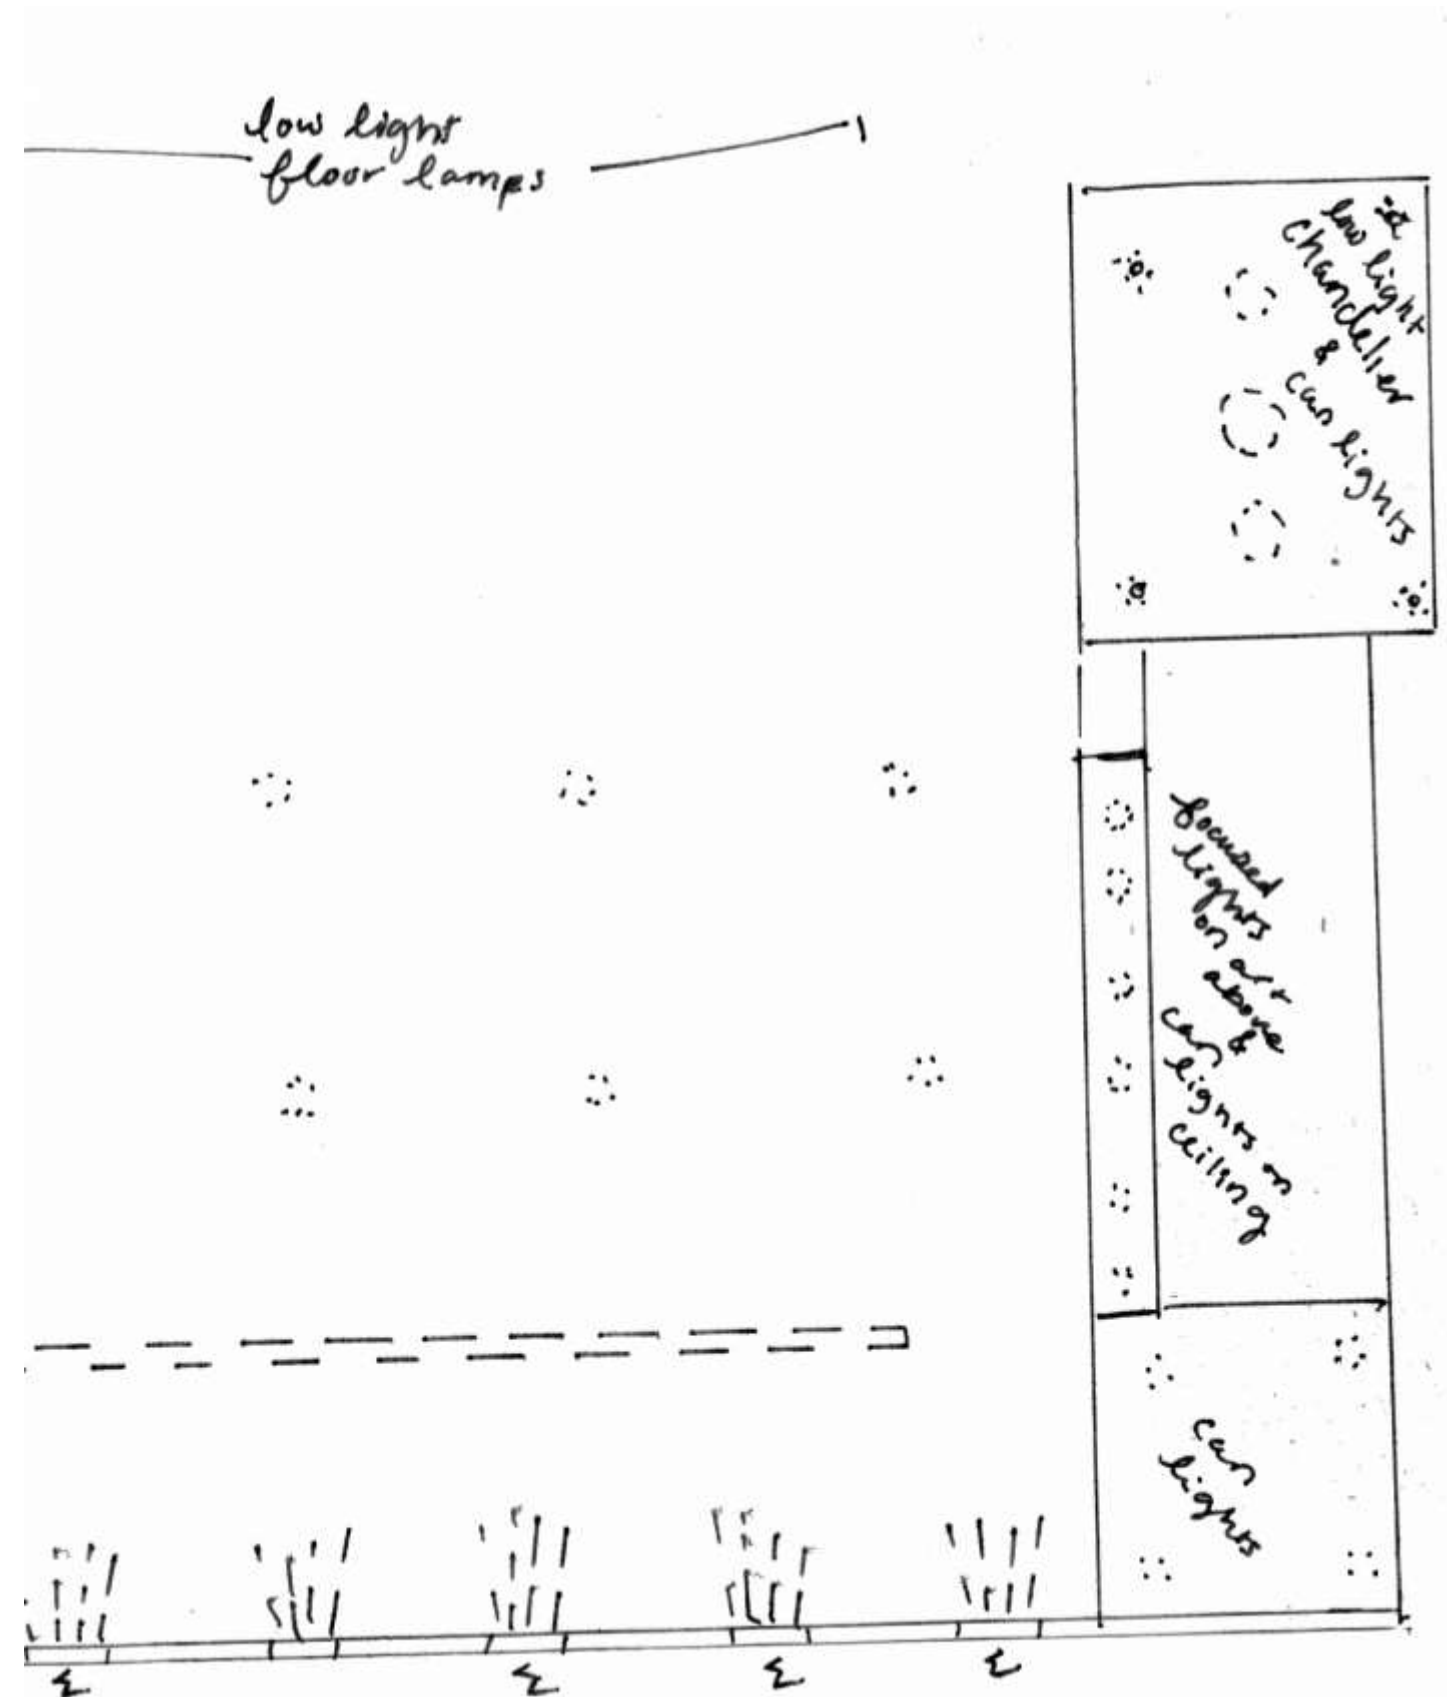 low light
floor lamps
low light
chandelier
&
can lights
focused
lights
on art
above
&
can
lights on
ceiling
can
lights